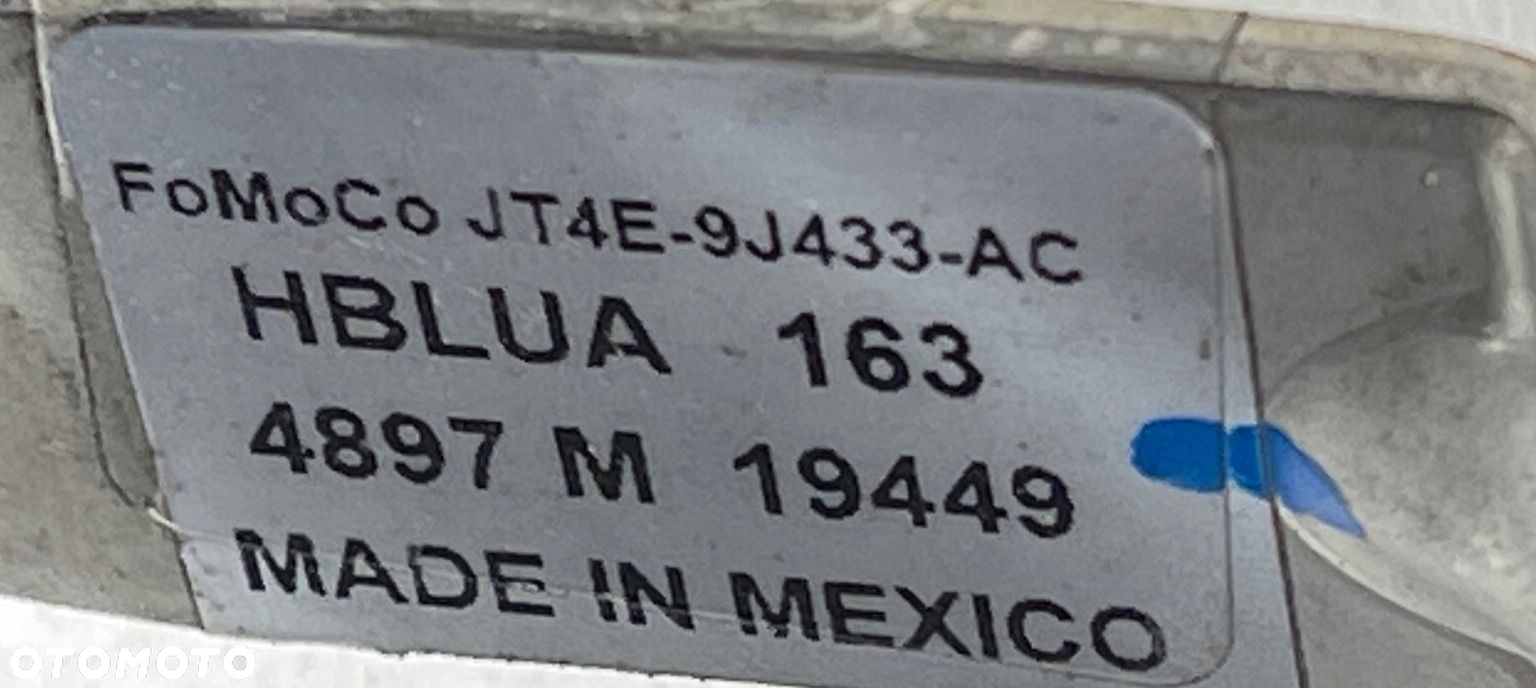 FoMoCo JT4E-9J433-AC
HBLUA 163
4897 M 19449
MADE IN MEXICO
OTOMOTO